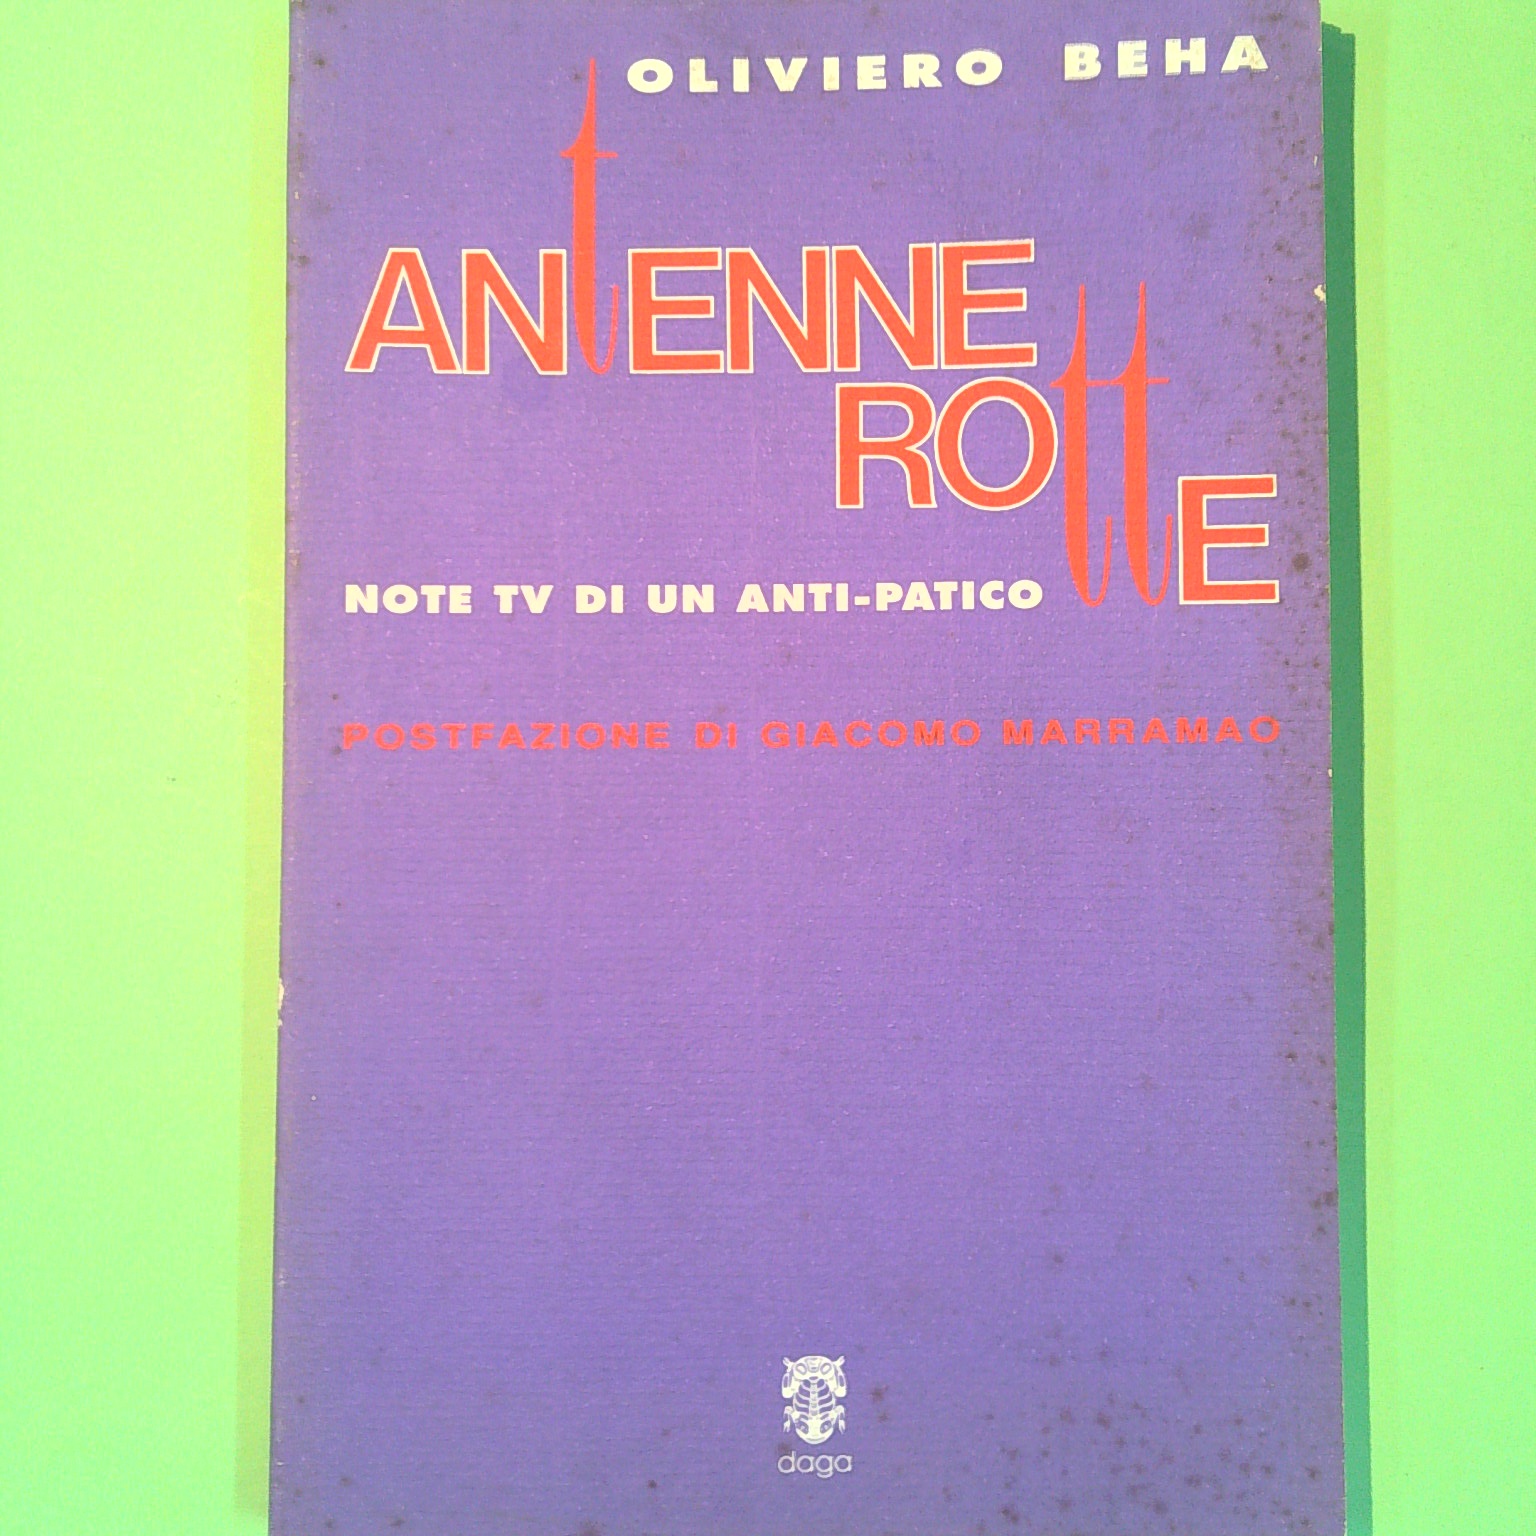 OLIVIERO BEHA
ANtENNE
ROttE
NOTE TV DI UN ANTI-PATICO
POSTFAZIONE DI GIACOMO MARRAMAO
daga